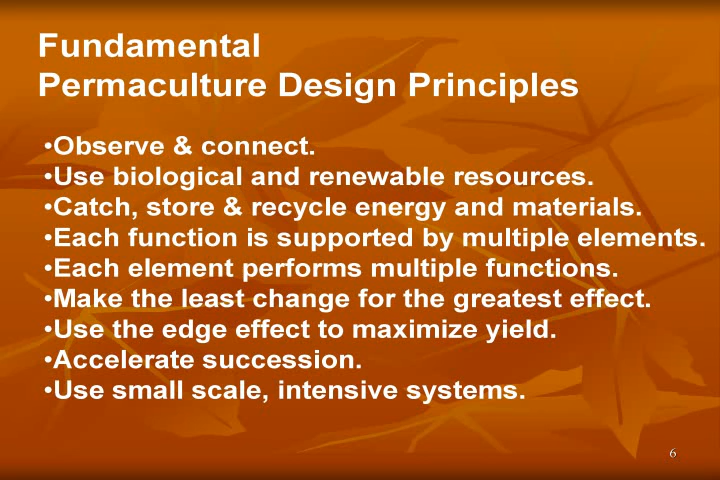 Fundamental
Permaculture Design Principles
•Observe & connect.
•Use biological and renewable resources.
•Catch, store & recycle energy and materials.
•Each function is supported by multiple elements.
•Each element performs multiple functions.
•Make the least change for the greatest effect.
•Use the edge effect to maximize yield.
•Accelerate succession.
•Use small scale, intensive systems.
6